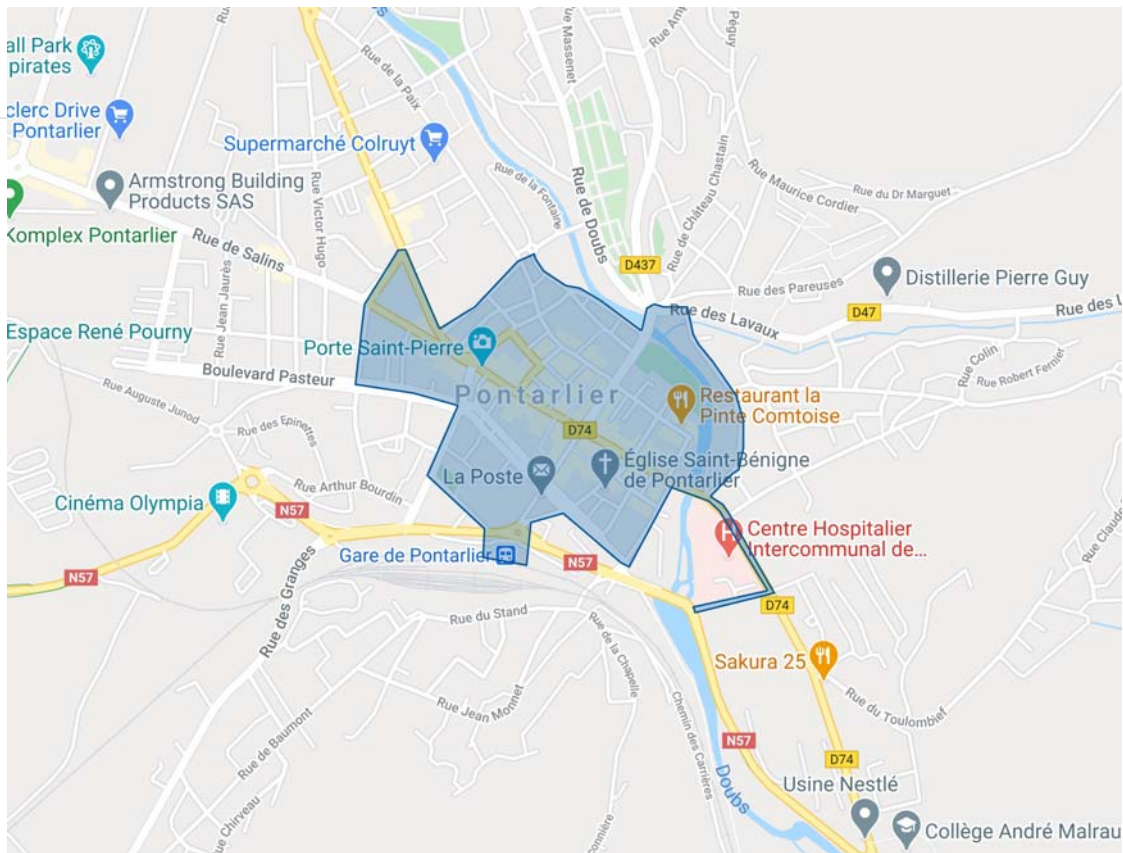 all Park
pirates
clerc Drive
Pontarlier
Supermarché Colruyt
Rue de la Paix
Rue Massenet
Péguy
Armstrong Building
Products SAS
Komplex Pontarlier
Rue Victor Hugo
Rue de Salins
Rue Jean Jaurès
Rue de la Fontaine
Rue de Doubs
Rue de Château Chastain
Rue Maurice Cordier
Rue du Dr Marguet
D437
Rue des Pareuses
Distillerie Pierre Guy
Rue des Lavaux
D47
Rue des L
Espace René Pourny
Porte Saint-Pierre
Boulevard Pasteur
Rue Colin
Rue Robert Fernier
Rue Auguste Junod
Pontarlier
Restaurant la
Pinte Comtoise
Rue des Epinettes
D74
La Poste
Église Saint-Bénigne
de Pontarlier
Rue Arthur Bourdin
Cinéma Olympia
N57
Centre Hospitalier
Intercommunal de...
Rue Claude
Gare de Pontarlier
N57
N57
Rue des Granges
D74
Rue du Stand
Rue de la Chapelle
Sakura 25
Rue Jean Monnet
Rue du Toulombief
Chemin des Carrières
Rue de Baumont
N57
D74
Doubs
Usine Nestlé
Rue Chirveau
onnière
Collège André Malrau